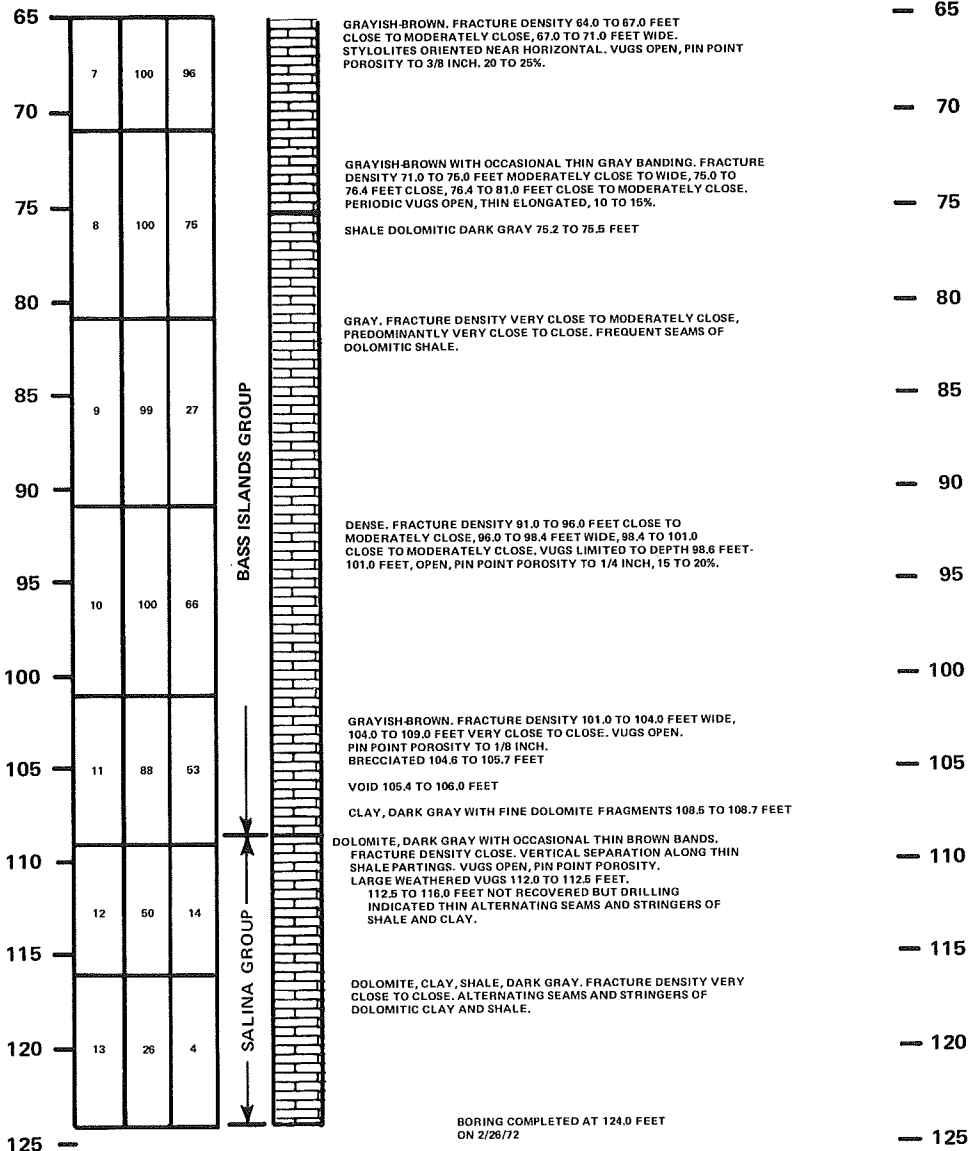 65
70
75
80
85
90
95
100
105
110
115
120
125
7 100 96
8 100 75
9 99 27
10 100 66
11 88 53
12 50 14
13 26 4
BASS ISLANDS GROUP
SALINA GROUP
GRAYISH-BROWN. FRACTURE DENSITY 64.0 TO 67.0 FEET
CLOSE TO MODERATELY CLOSE, 67.0 TO 71.0 FEET WIDE.
STYLOLITES ORIENTED NEAR HORIZONTAL. VUGS OPEN, PIN POINT
POROSITY TO 3/8 INCH. 20 TO 25%.
GRAYISH-BROWN WITH OCCASIONAL THIN GRAY BANDING. FRACTURE
DENSITY 71.0 TO 75.0 FEET MODERATELY CLOSE TO WIDE, 75.0 TO
76.4 FEET CLOSE, 76.4 TO 81.0 FEET CLOSE TO MODERATELY CLOSE.
PERIODIC VUGS OPEN, THIN ELONGATED, 10 TO 15%.
SHALE DOLOMITIC DARK GRAY 75.2 TO 75.5 FEET
GRAY. FRACTURE DENSITY VERY CLOSE TO MODERATELY CLOSE,
PREDOMINANTLY VERY CLOSE TO CLOSE. FREQUENT SEAMS OF
DOLOMITIC SHALE.
DENSE. FRACTURE DENSITY 91.0 TO 96.0 FEET CLOSE TO
MODERATELY CLOSE, 96.0 TO 98.4 FEET WIDE, 98.4 TO 101.0
CLOSE TO MODERATELY CLOSE. VUGS LIMITED TO DEPTH 98.6 FEET-
101.0 FEET, OPEN, PIN POINT POROSITY TO 1/4 INCH, 15 TO 20%.
GRAYISH-BROWN. FRACTURE DENSITY 101.0 TO 104.0 FEET WIDE,
104.0 TO 109.0 FEET VERY CLOSE TO CLOSE. VUGS OPEN.
PIN POINT POROSITY TO 1/8 INCH.
BRECCIATED 104.6 TO 105.7 FEET
VOID 105.4 TO 106.0 FEET
CLAY, DARK GRAY WITH FINE DOLOMITE FRAGMENTS 108.5 TO 108.7 FEET
DOLOMITE, DARK GRAY WITH OCCASIONAL THIN BROWN BANDS.
FRACTURE DENSITY CLOSE. VERTICAL SEPARATION ALONG THIN
SHALE PARTINGS. VUGS OPEN, PIN POINT POROSITY.
LARGE WEATHERED VUGS 112.0 TO 112.5 FEET.
112.5 TO 116.0 FEET NOT RECOVERED BUT DRILLING
INDICATED THIN ALTERNATING SEAMS AND STRINGERS OF
SHALE AND CLAY.
DOLOMITE, CLAY, SHALE, DARK GRAY. FRACTURE DENSITY VERY
CLOSE TO CLOSE. ALTERNATING SEAMS AND STRINGERS OF
DOLOMITIC CLAY AND SHALE.
BORING COMPLETED AT 124.0 FEET
ON 2/26/72
65
70
75
80
85
90
95
100
105
110
115
120
125